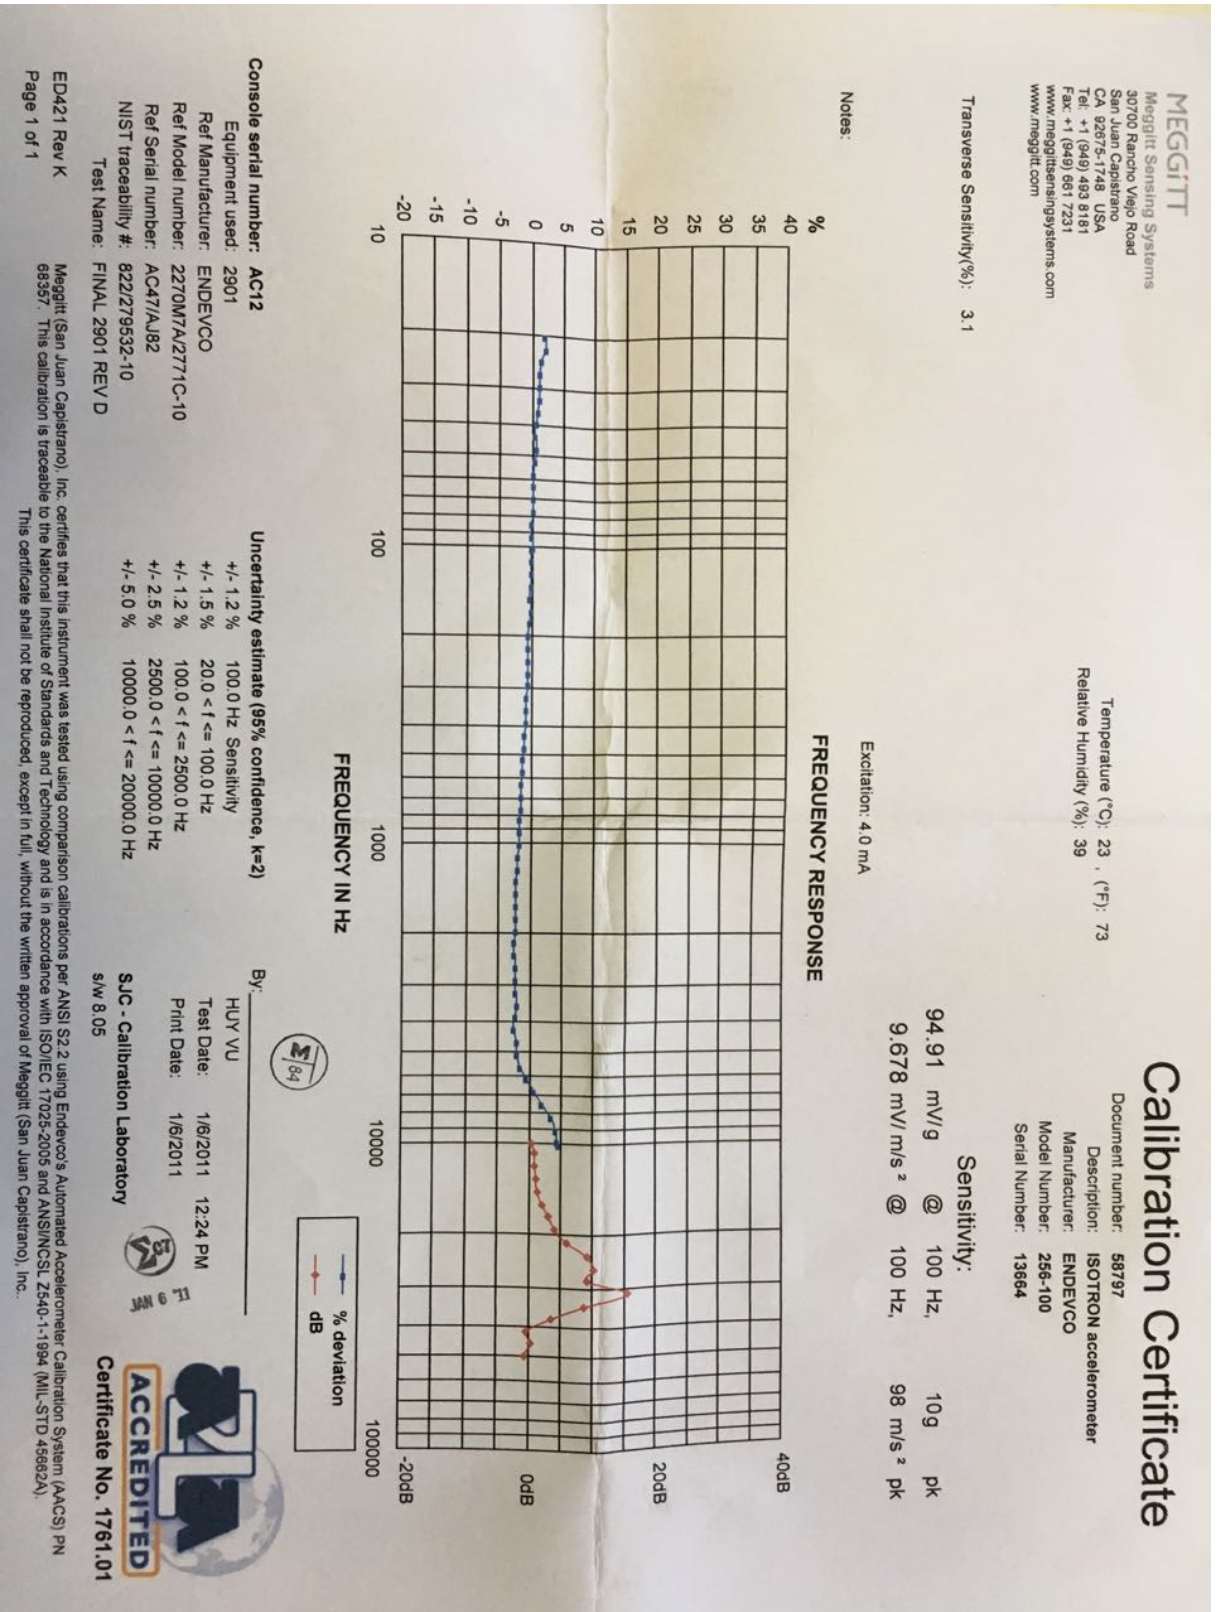 MEGGiTT
Meggitt Sensing Systems
30700 Rancho Viejo Road
San Juan Capistrano
CA 92675-1748 USA
Tel: +1 (949) 493 8181
Fax: +1 (949) 661 7231
www.meggittsensingsystems.com
www.meggitt.com
Calibration Certificate
Document number: 58797
Description: ISOTRON accelerometer
Manufacturer: ENDEVCO
Model Number: 256-100
Serial Number: 13664
Temperature (°C): 23 , (°F): 73
Relative Humidity (%): 39
Transverse Sensitivity(%): 3.1
Sensitivity:
94.91 mV/g @ 100 Hz, 10g pk
9.678 mV/ m/s² @ 100 Hz, 98 m/s² pk
Notes:
Excitation: 4.0 mA
FREQUENCY RESPONSE
%
40
35
30
25
20
15
10
5
0
-5
-10
-15
-20
40dB
20dB
0dB
-20dB
10 100 1000 10000 100000
FREQUENCY IN Hz
% deviation
dB
Console serial number: AC12
Equipment used: 2901
Ref Manufacturer: ENDEVCO
Ref Model number: 2270M7A/2771C-10
Ref Serial number: AC47/AJ82
NIST traceability #: 822/279532-10
Test Name: FINAL 2901 REV D
Uncertainty estimate (95% confidence, k=2)
+/- 1.2 % 100.0 Hz Sensitivity
+/- 1.5 % 20.0 < f <= 100.0 Hz
+/- 1.2 % 100.0 < f <= 2500.0 Hz
+/- 2.5 % 2500.0 < f <= 10000.0 Hz
+/- 5.0 % 10000.0 < f <= 20000.0 Hz
84
By:
HUY VU
Test Date: 1/6/2011 12:24 PM
Print Date: 1/6/2011
SJC - Calibration Laboratory
s/w 8.05
JAN 6 '11
A2LA
ACCREDITED
Certificate No. 1761.01
ED421 Rev K
Page 1 of 1
Meggitt (San Juan Capistrano), Inc. certifies that this instrument was tested using comparison calibrations per ANSI S2.2 using Endevco's Automated Accelerometer Calibration System (AACS) PN
68357. This calibration is traceable to the National Institute of Standards and Technology and is in accordance with ISO/IEC 17025-2005 and ANSI/NCSL Z540-1-1994 (MIL-STD 45662A).
This certificate shall not be reproduced, except in full, without the written approval of Meggitt (San Juan Capistrano), Inc..